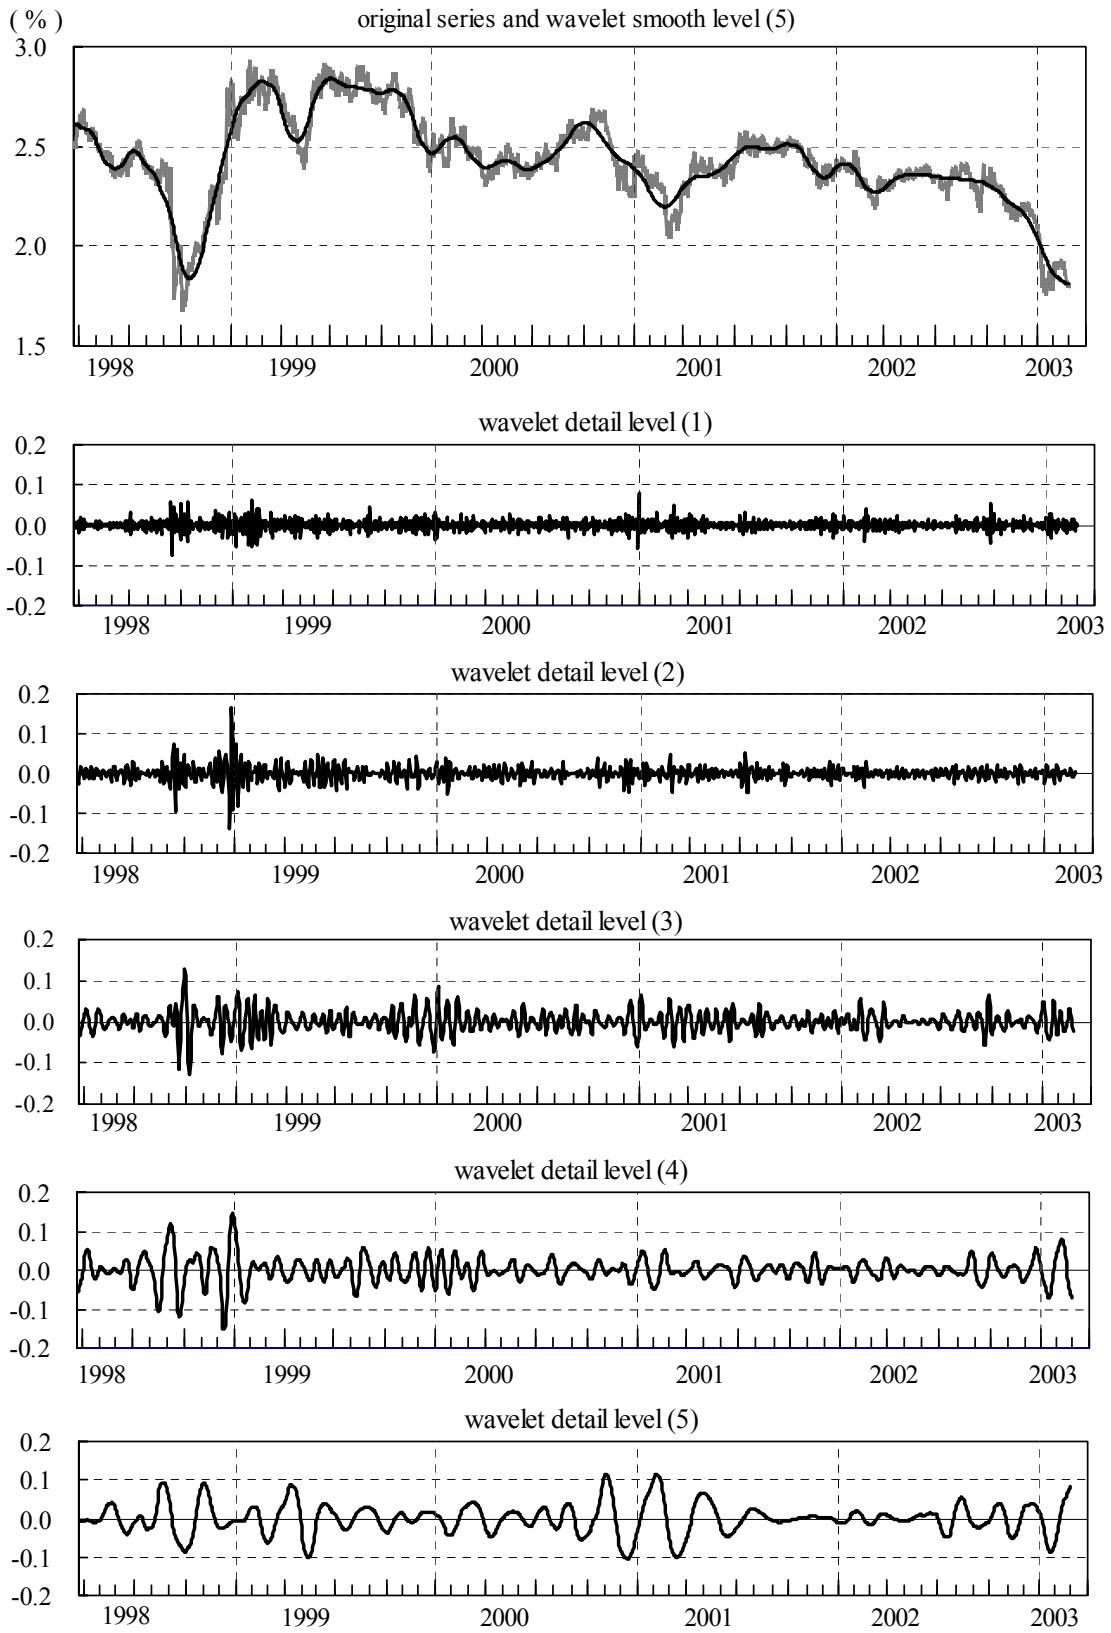 ( % ) original series and wavelet smooth level (5)
3.0
2.5
2.0
1.5
1998 1999 2000 2001 2002 2003
wavelet detail level (1)
0.2
0.1
0.0
-0.1
-0.2
1998 1999 2000 2001 2002 2003
wavelet detail level (2)
0.2
0.1
0.0
-0.1
-0.2
1998 1999 2000 2001 2002 2003
wavelet detail level (3)
0.2
0.1
0.0
-0.1
-0.2
1998 1999 2000 2001 2002 2003
wavelet detail level (4)
0.2
0.1
0.0
-0.1
-0.2
1998 1999 2000 2001 2002 2003
wavelet detail level (5)
0.2
0.1
0.0
-0.1
-0.2
1998 1999 2000 2001 2002 2003